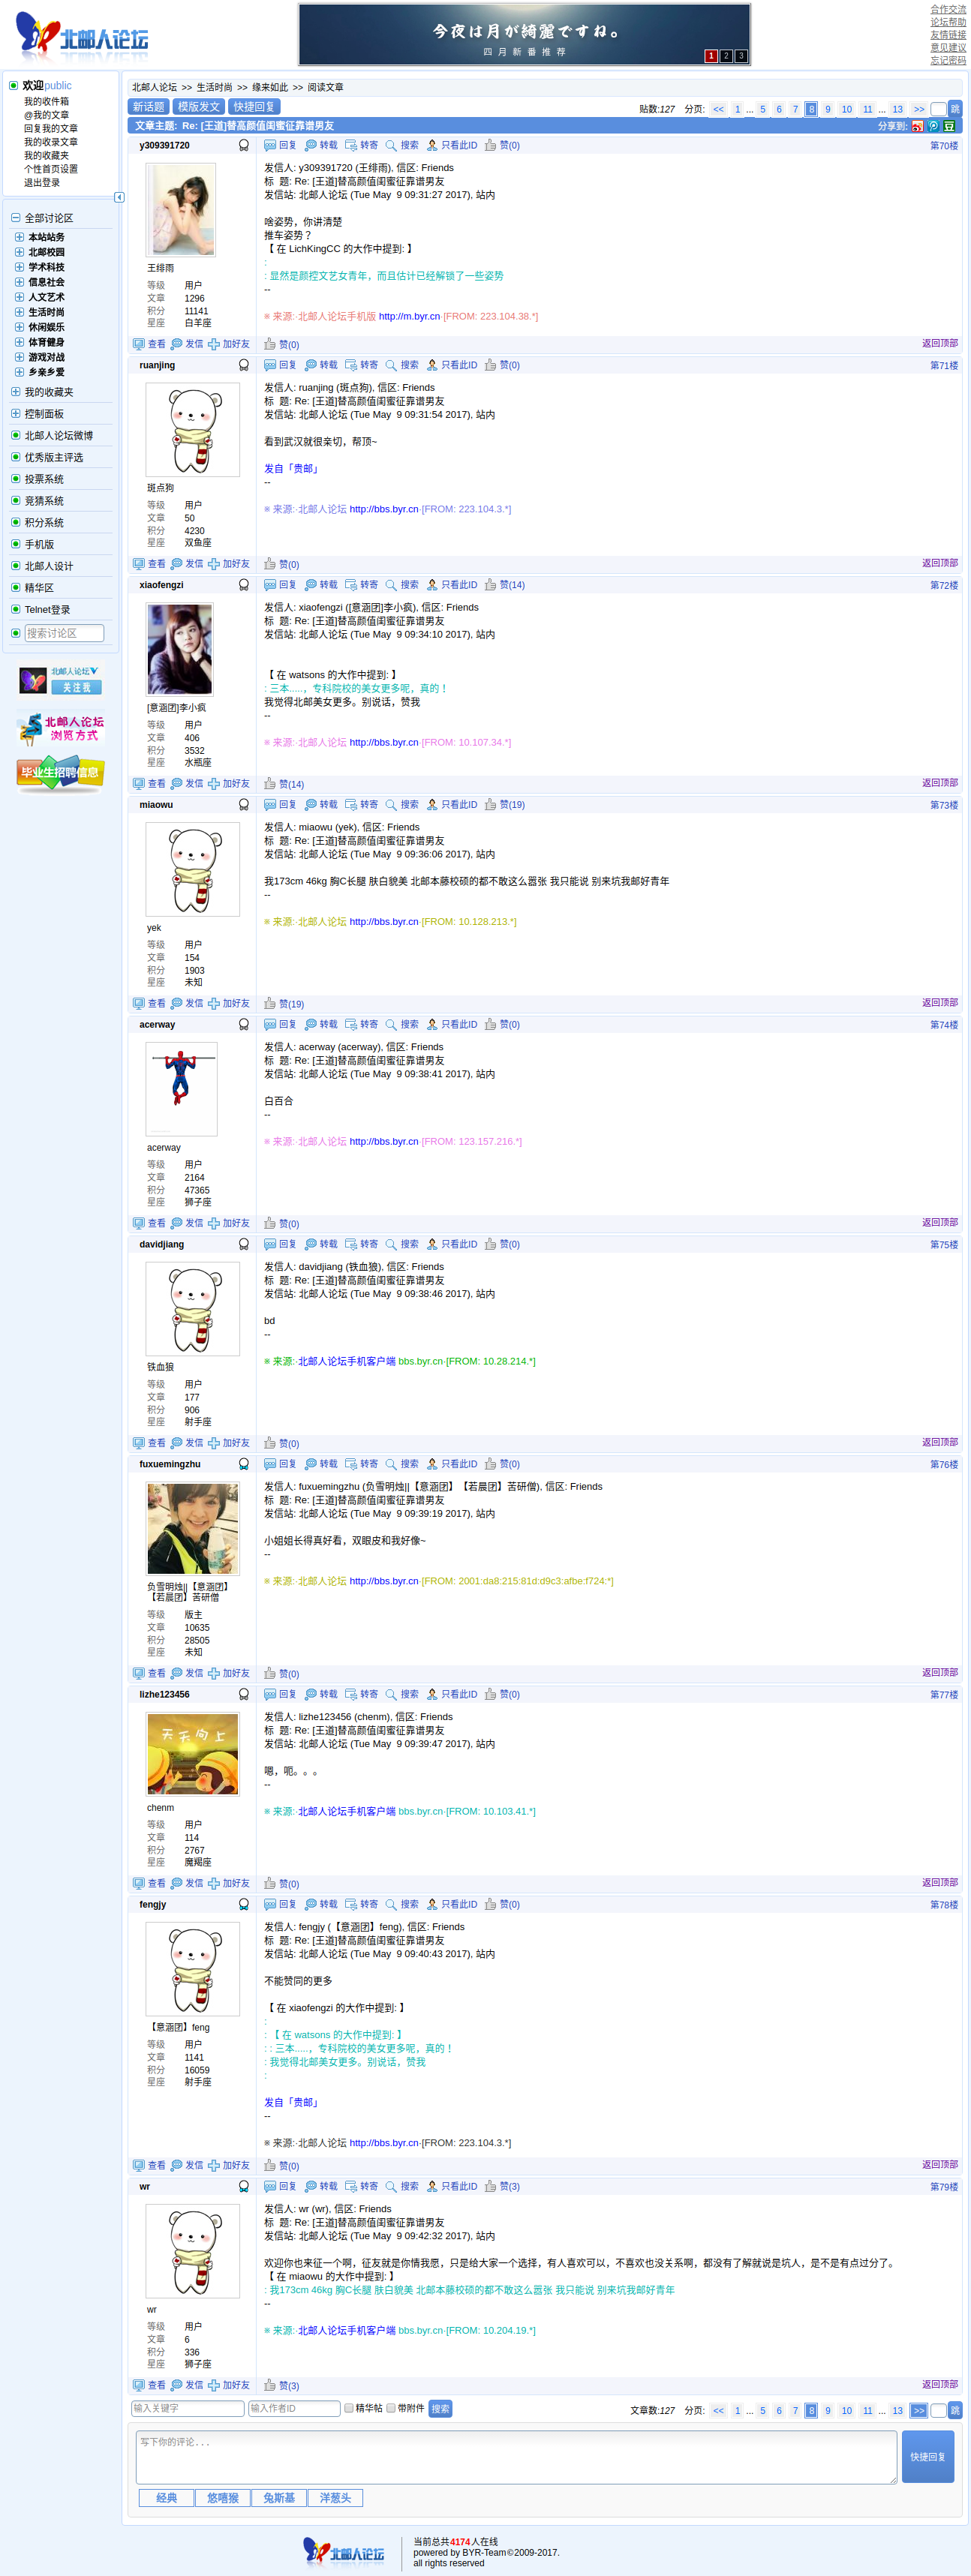 北邮人论坛
今夜は月が綺麗ですね。
四月新番推荐
1 2 3
合作交流
论坛帮助
友情链接
意见建议
忘记密码
欢迎public
我的收件箱
@我的文章
回复我的文章
我的收录文章
我的收藏夹
个性首页设置
退出登录
全部讨论区
本站站务
北邮校园
学术科技
信息社会
人文艺术
生活时尚
休闲娱乐
体育健身
游戏对战
乡亲乡爱
我的收藏夹
控制面板
北邮人论坛微博
优秀版主评选
投票系统
竞猜系统
积分系统
手机版
北邮人设计
精华区
Telnet登录
搜索讨论区
北邮人论坛
关注我
北邮人论坛
浏览方式
毕业生招聘信息
北邮人论坛 >> 生活时尚 >> 缘来如此 >> 阅读文章
新话题 模版发文 快捷回复
贴数:127 分页: << 1 ... 5 6 7 8 9 10 11 ... 13 >> 跳
文章主题: Re: [王道]替高颜值闺蜜征靠谱男友 分享到:
y309391720 回复 转载 转寄 搜索 只看此ID 赞(0) 第70楼
王绯雨
等级 用户
文章 1296
积分 11141
星座 白羊座
发信人: y309391720 (王绯雨), 信区: Friends
标 题: Re: [王道]替高颜值闺蜜征靠谱男友
发信站: 北邮人论坛 (Tue May 9 09:31:27 2017), 站内
啥姿势，你讲清楚
推车姿势？
【 在 LichKingCC 的大作中提到: 】
:
: 显然是颜控文艺女青年，而且估计已经解锁了一些姿势
--
※ 来源:·北邮人论坛手机版 http://m.byr.cn·[FROM: 223.104.38.*]
查看 发信 加好友 赞(0) 返回顶部
ruanjing 回复 转载 转寄 搜索 只看此ID 赞(0) 第71楼
斑点狗
等级 用户
文章 50
积分 4230
星座 双鱼座
发信人: ruanjing (斑点狗), 信区: Friends
标 题: Re: [王道]替高颜值闺蜜征靠谱男友
发信站: 北邮人论坛 (Tue May 9 09:31:54 2017), 站内
看到武汉就很亲切，帮顶~
发自「贵邮」
--
※ 来源:·北邮人论坛 http://bbs.byr.cn·[FROM: 223.104.3.*]
查看 发信 加好友 赞(0) 返回顶部
xiaofengzi 回复 转载 转寄 搜索 只看此ID 赞(14) 第72楼
[意涵团]李小疯
等级 用户
文章 406
积分 3532
星座 水瓶座
发信人: xiaofengzi ([意涵团]李小疯), 信区: Friends
标 题: Re: [王道]替高颜值闺蜜征靠谱男友
发信站: 北邮人论坛 (Tue May 9 09:34:10 2017), 站内
【 在 watsons 的大作中提到: 】
: 三本.....，专科院校的美女更多呢，真的！
我觉得北邮美女更多。别说话，赞我
--
※ 来源:·北邮人论坛 http://bbs.byr.cn·[FROM: 10.107.34.*]
查看 发信 加好友 赞(14) 返回顶部
miaowu 回复 转载 转寄 搜索 只看此ID 赞(19) 第73楼
yek
等级 用户
文章 154
积分 1903
星座 未知
发信人: miaowu (yek), 信区: Friends
标 题: Re: [王道]替高颜值闺蜜征靠谱男友
发信站: 北邮人论坛 (Tue May 9 09:36:06 2017), 站内
我173cm 46kg 胸C长腿 肤白貌美 北邮本藤校硕的都不敢这么嚣张 我只能说 别来坑我邮好青年
--
※ 来源:·北邮人论坛 http://bbs.byr.cn·[FROM: 10.128.213.*]
查看 发信 加好友 赞(19) 返回顶部
acerway 回复 转载 转寄 搜索 只看此ID 赞(0) 第74楼
acerway
等级 用户
文章 2164
积分 47365
星座 狮子座
发信人: acerway (acerway), 信区: Friends
标 题: Re: [王道]替高颜值闺蜜征靠谱男友
发信站: 北邮人论坛 (Tue May 9 09:38:41 2017), 站内
白百合
--
※ 来源:·北邮人论坛 http://bbs.byr.cn·[FROM: 123.157.216.*]
查看 发信 加好友 赞(0) 返回顶部
davidjiang 回复 转载 转寄 搜索 只看此ID 赞(0) 第75楼
铁血狼
等级 用户
文章 177
积分 906
星座 射手座
发信人: davidjiang (铁血狼), 信区: Friends
标 题: Re: [王道]替高颜值闺蜜征靠谱男友
发信站: 北邮人论坛 (Tue May 9 09:38:46 2017), 站内
bd
--
※ 来源:·北邮人论坛手机客户端 bbs.byr.cn·[FROM: 10.28.214.*]
查看 发信 加好友 赞(0) 返回顶部
fuxuemingzhu 回复 转载 转寄 搜索 只看此ID 赞(0) 第76楼
负雪明烛||【意涵团】
【若晨团】苦研僧
等级 版主
文章 10635
积分 28505
星座 未知
发信人: fuxuemingzhu (负雪明烛||【意涵团】【若晨团】苦研僧), 信区: Friends
标 题: Re: [王道]替高颜值闺蜜征靠谱男友
发信站: 北邮人论坛 (Tue May 9 09:39:19 2017), 站内
小姐姐长得真好看，双眼皮和我好像~
--
※ 来源:·北邮人论坛 http://bbs.byr.cn·[FROM: 2001:da8:215:81d:d9c3:afbe:f724:*]
查看 发信 加好友 赞(0) 返回顶部
lizhe123456 回复 转载 转寄 搜索 只看此ID 赞(0) 第77楼
天天向上
chenm
等级 用户
文章 114
积分 2767
星座 魔羯座
发信人: lizhe123456 (chenm), 信区: Friends
标 题: Re: [王道]替高颜值闺蜜征靠谱男友
发信站: 北邮人论坛 (Tue May 9 09:39:47 2017), 站内
嗯，呃。。。
--
※ 来源:·北邮人论坛手机客户端 bbs.byr.cn·[FROM: 10.103.41.*]
查看 发信 加好友 赞(0) 返回顶部
fengjy 回复 转载 转寄 搜索 只看此ID 赞(0) 第78楼
【意涵团】feng
等级 用户
文章 1141
积分 16059
星座 射手座
发信人: fengjy (【意涵团】feng), 信区: Friends
标 题: Re: [王道]替高颜值闺蜜征靠谱男友
发信站: 北邮人论坛 (Tue May 9 09:40:43 2017), 站内
不能赞同的更多
【 在 xiaofengzi 的大作中提到: 】
:
: 【 在 watsons 的大作中提到: 】
: : 三本.....，专科院校的美女更多呢，真的！
: 我觉得北邮美女更多。别说话，赞我
:
发自「贵邮」
--
※ 来源:·北邮人论坛 http://bbs.byr.cn·[FROM: 223.104.3.*]
查看 发信 加好友 赞(0) 返回顶部
wr 回复 转载 转寄 搜索 只看此ID 赞(3) 第79楼
wr
等级 用户
文章 6
积分 336
星座 狮子座
发信人: wr (wr), 信区: Friends
标 题: Re: [王道]替高颜值闺蜜征靠谱男友
发信站: 北邮人论坛 (Tue May 9 09:42:32 2017), 站内
欢迎你也来征一个啊，征友就是你情我愿，只是给大家一个选择，有人喜欢可以，不喜欢也没关系啊，都没有了解就说是坑人，是不是有点过分了。
【 在 miaowu 的大作中提到: 】
: 我173cm 46kg 胸C长腿 肤白貌美 北邮本藤校硕的都不敢这么嚣张 我只能说 别来坑我邮好青年
--
※ 来源:·北邮人论坛手机客户端 bbs.byr.cn·[FROM: 10.204.19.*]
查看 发信 加好友 赞(3) 返回顶部
输入关键字 输入作者ID 精华帖 带附件 搜索
文章数:127 分页: << 1 ... 5 6 7 8 9 10 11 ... 13 >> 跳
写下你的评论...
快捷回复
经典 悠嘻猴 兔斯基 洋葱头
北邮人论坛
当前总共4174人在线
powered by BYR-Team©2009-2017.
all rights reserved